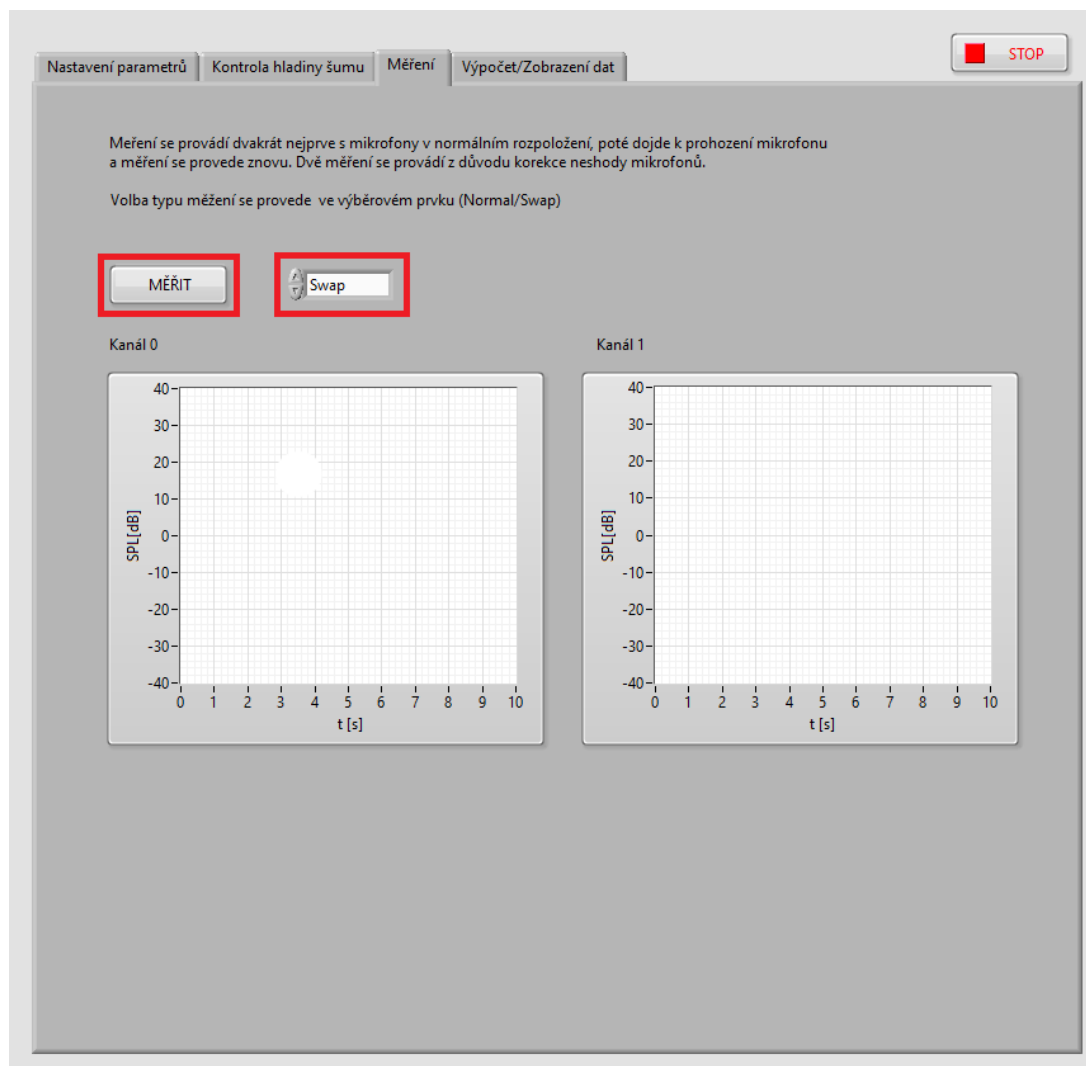 STOP
Nastavení parametrů
Kontrola hladiny šumu
Měření
Výpočet/Zobrazení dat
Meření se provádí dvakrát nejprve s mikrofony v normálním rozpoložení, poté dojde k prohození mikrofonu
a měření se provede znovu. Dvě měření se provádí z důvodu korekce neshody mikrofonů.
Volba typu měžení se provede ve výběrovém prvku (Normal/Swap)
MĚŘIT
Swap
Kanál 0
40
30
20
10
0
-10
-20
-30
-40
SPL[dB]
0 1 2 3 4 5 6 7 8 9 10
t [s]
Kanál 1
40
30
20
10
0
-10
-20
-30
-40
SPL[dB]
0 1 2 3 4 5 6 7 8 9 10
t [s]